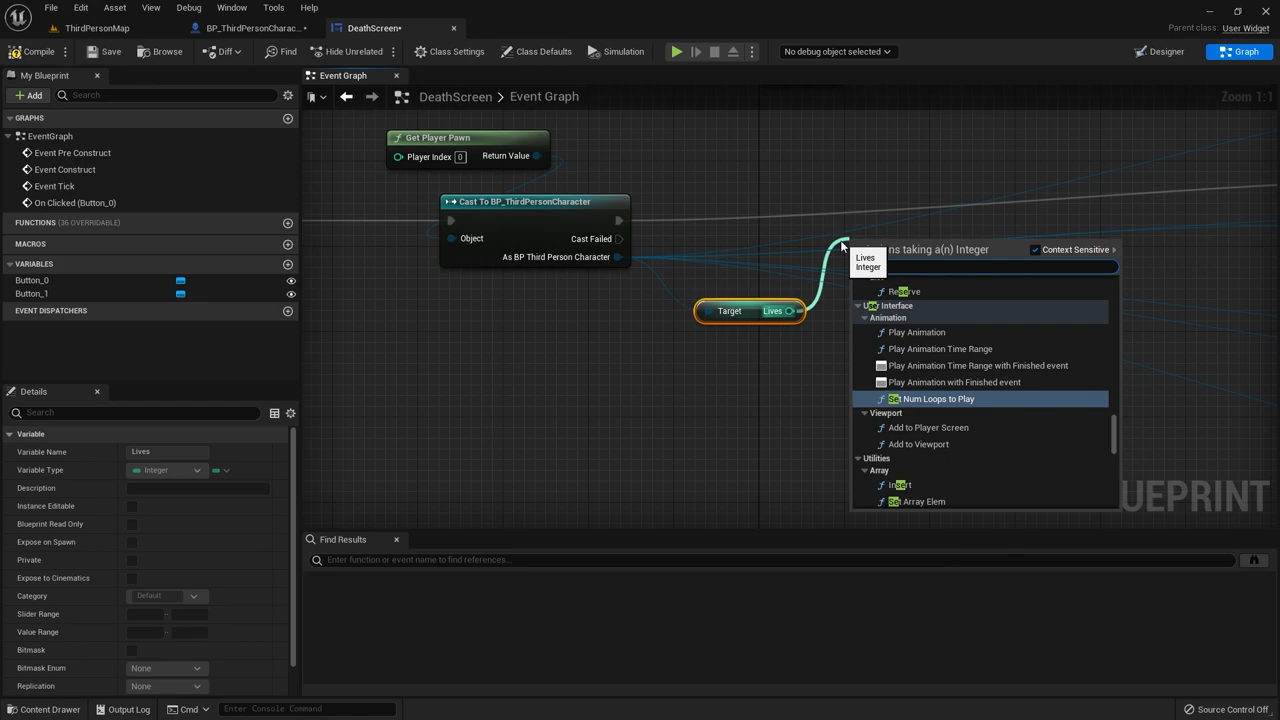 File Edit Asset View Debug Window Tools Help
ThirdPersonMap BP_ThirdPersonCharac... DeathScreen* Parent class: User Widget
Compile Save Browse Diff Find Hide Unrelated Class Settings Class Defaults Simulation No debug object selected Designer Graph
My Blueprint Event Graph
+ Add Search DeathScreen > Event Graph Zoom 1:1
GRAPHS
EventGraph
Event Pre Construct
Event Construct
Event Tick
On Clicked (Button_0)
FUNCTIONS (36 OVERRIDABLE)
MACROS
VARIABLES
Button_0
Button_1
EVENT DISPATCHERS
Get Player Pawn
Player Index 0 Return Value
Cast To BP_ThirdPersonCharacter
Object Cast Failed
As BP Third Person Character
Target Lives
Lives
Integer
ns taking a(n) Integer Context Sensitive
Reserve
User Interface
Animation
Play Animation
Play Animation Time Range
Play Animation Time Range with Finished event
Play Animation with Finished event
Set Num Loops to Play
Viewport
Add to Player Screen
Add to Viewport
Utilities
Array
Insert
Set Array Elem
UEPRINT
Details
Search
Variable
Variable Name Lives
Variable Type Integer
Description
Instance Editable
Blueprint Read Only
Expose on Spawn
Private
Expose to Cinematics
Category Default
Slider Range
Value Range
Bitmask
Bitmask Enum None
Replication None
Find Results
Enter function or event name to find references...
Content Drawer Output Log Cmd Enter Console Command Source Control Off